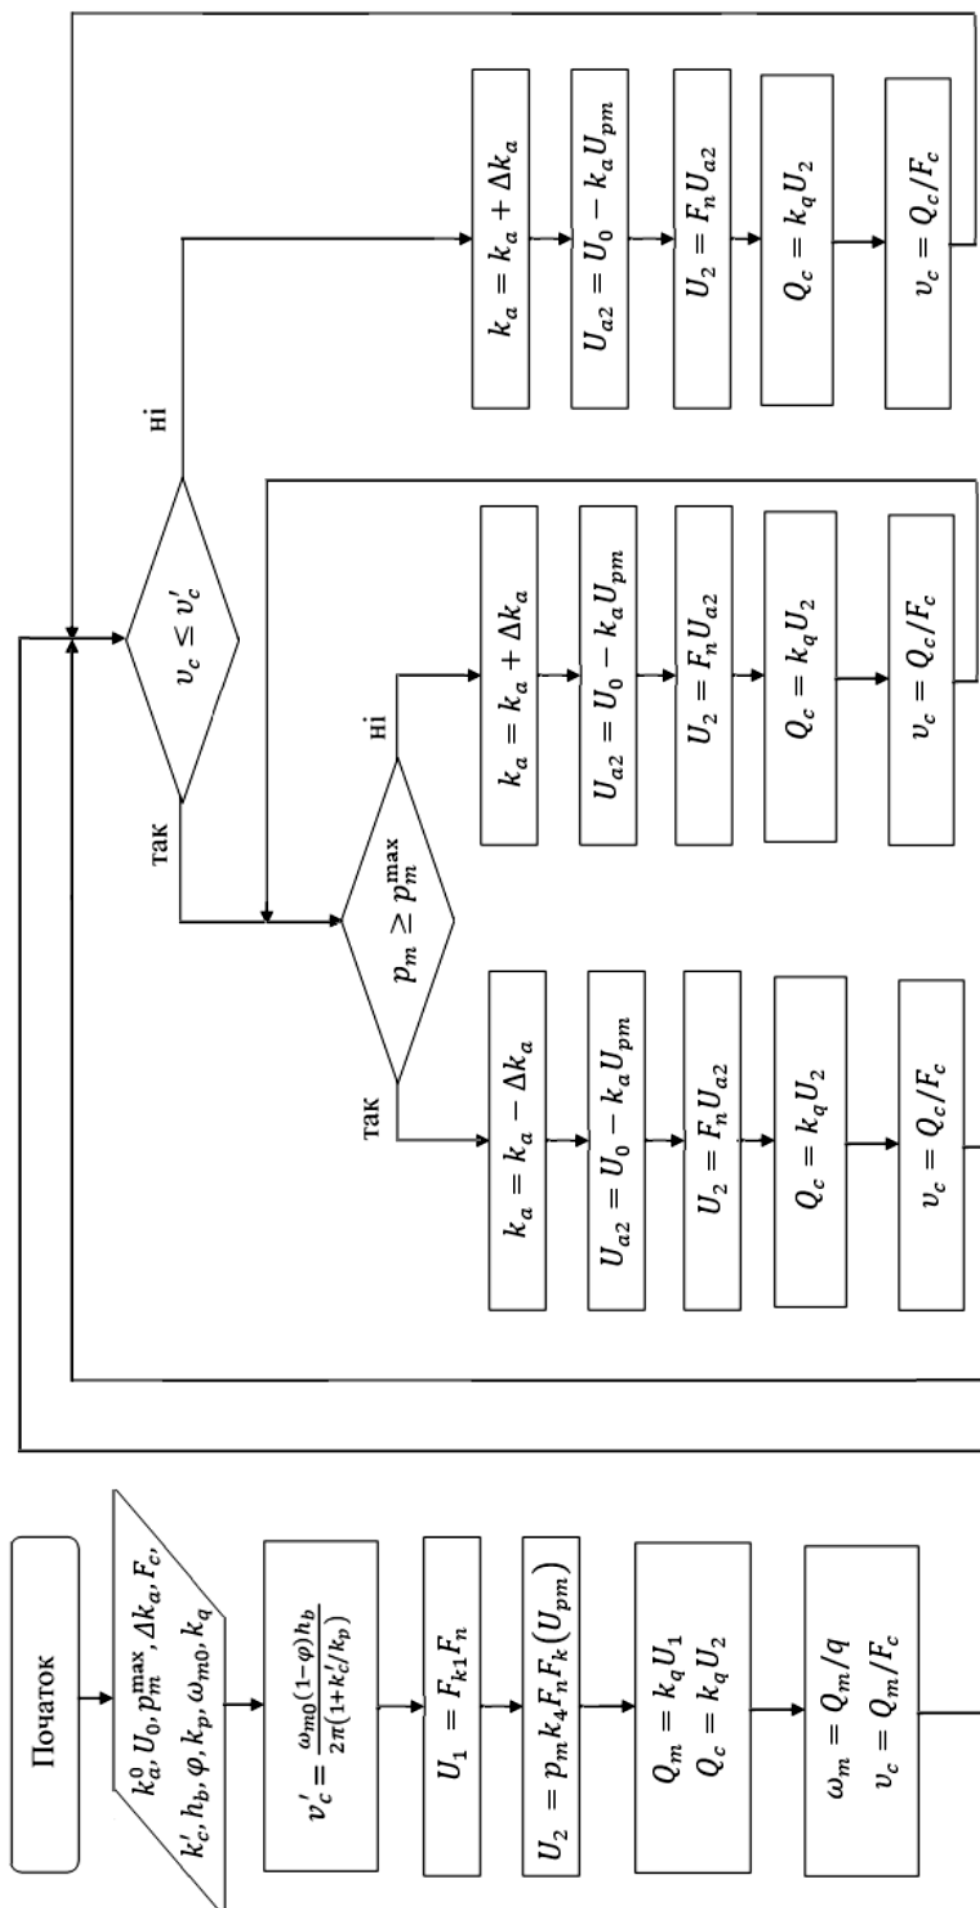 Початок
k_a^0, U_0, p_m^max, Δk_a, F_c,
k'_c, h_b, φ, k_p, ω_m0, k_q
v'_c = ω_m0(1−φ)h_b / 2π(1+k'_c/k_p)
U_1 = F_k1 F_n
U_2 = p_m k_4 F_n F_k(U_pm)
Q_m = k_q U_1
Q_c = k_q U_2
ω_m = Q_m/q
v_c = Q_m/F_c
v_c ≤ v'_c
так
ні
p_m ≥ p_m^max
так
ні
k_a = k_a − Δk_a
U_a2 = U_0 − k_a U_pm
U_2 = F_n U_a2
Q_c = k_q U_2
v_c = Q_c/F_c
k_a = k_a + Δk_a
U_a2 = U_0 − k_a U_pm
U_2 = F_n U_a2
Q_c = k_q U_2
v_c = Q_c/F_c
k_a = k_a + Δk_a
U_a2 = U_0 − k_a U_pm
U_2 = F_n U_a2
Q_c = k_q U_2
v_c = Q_c/F_c